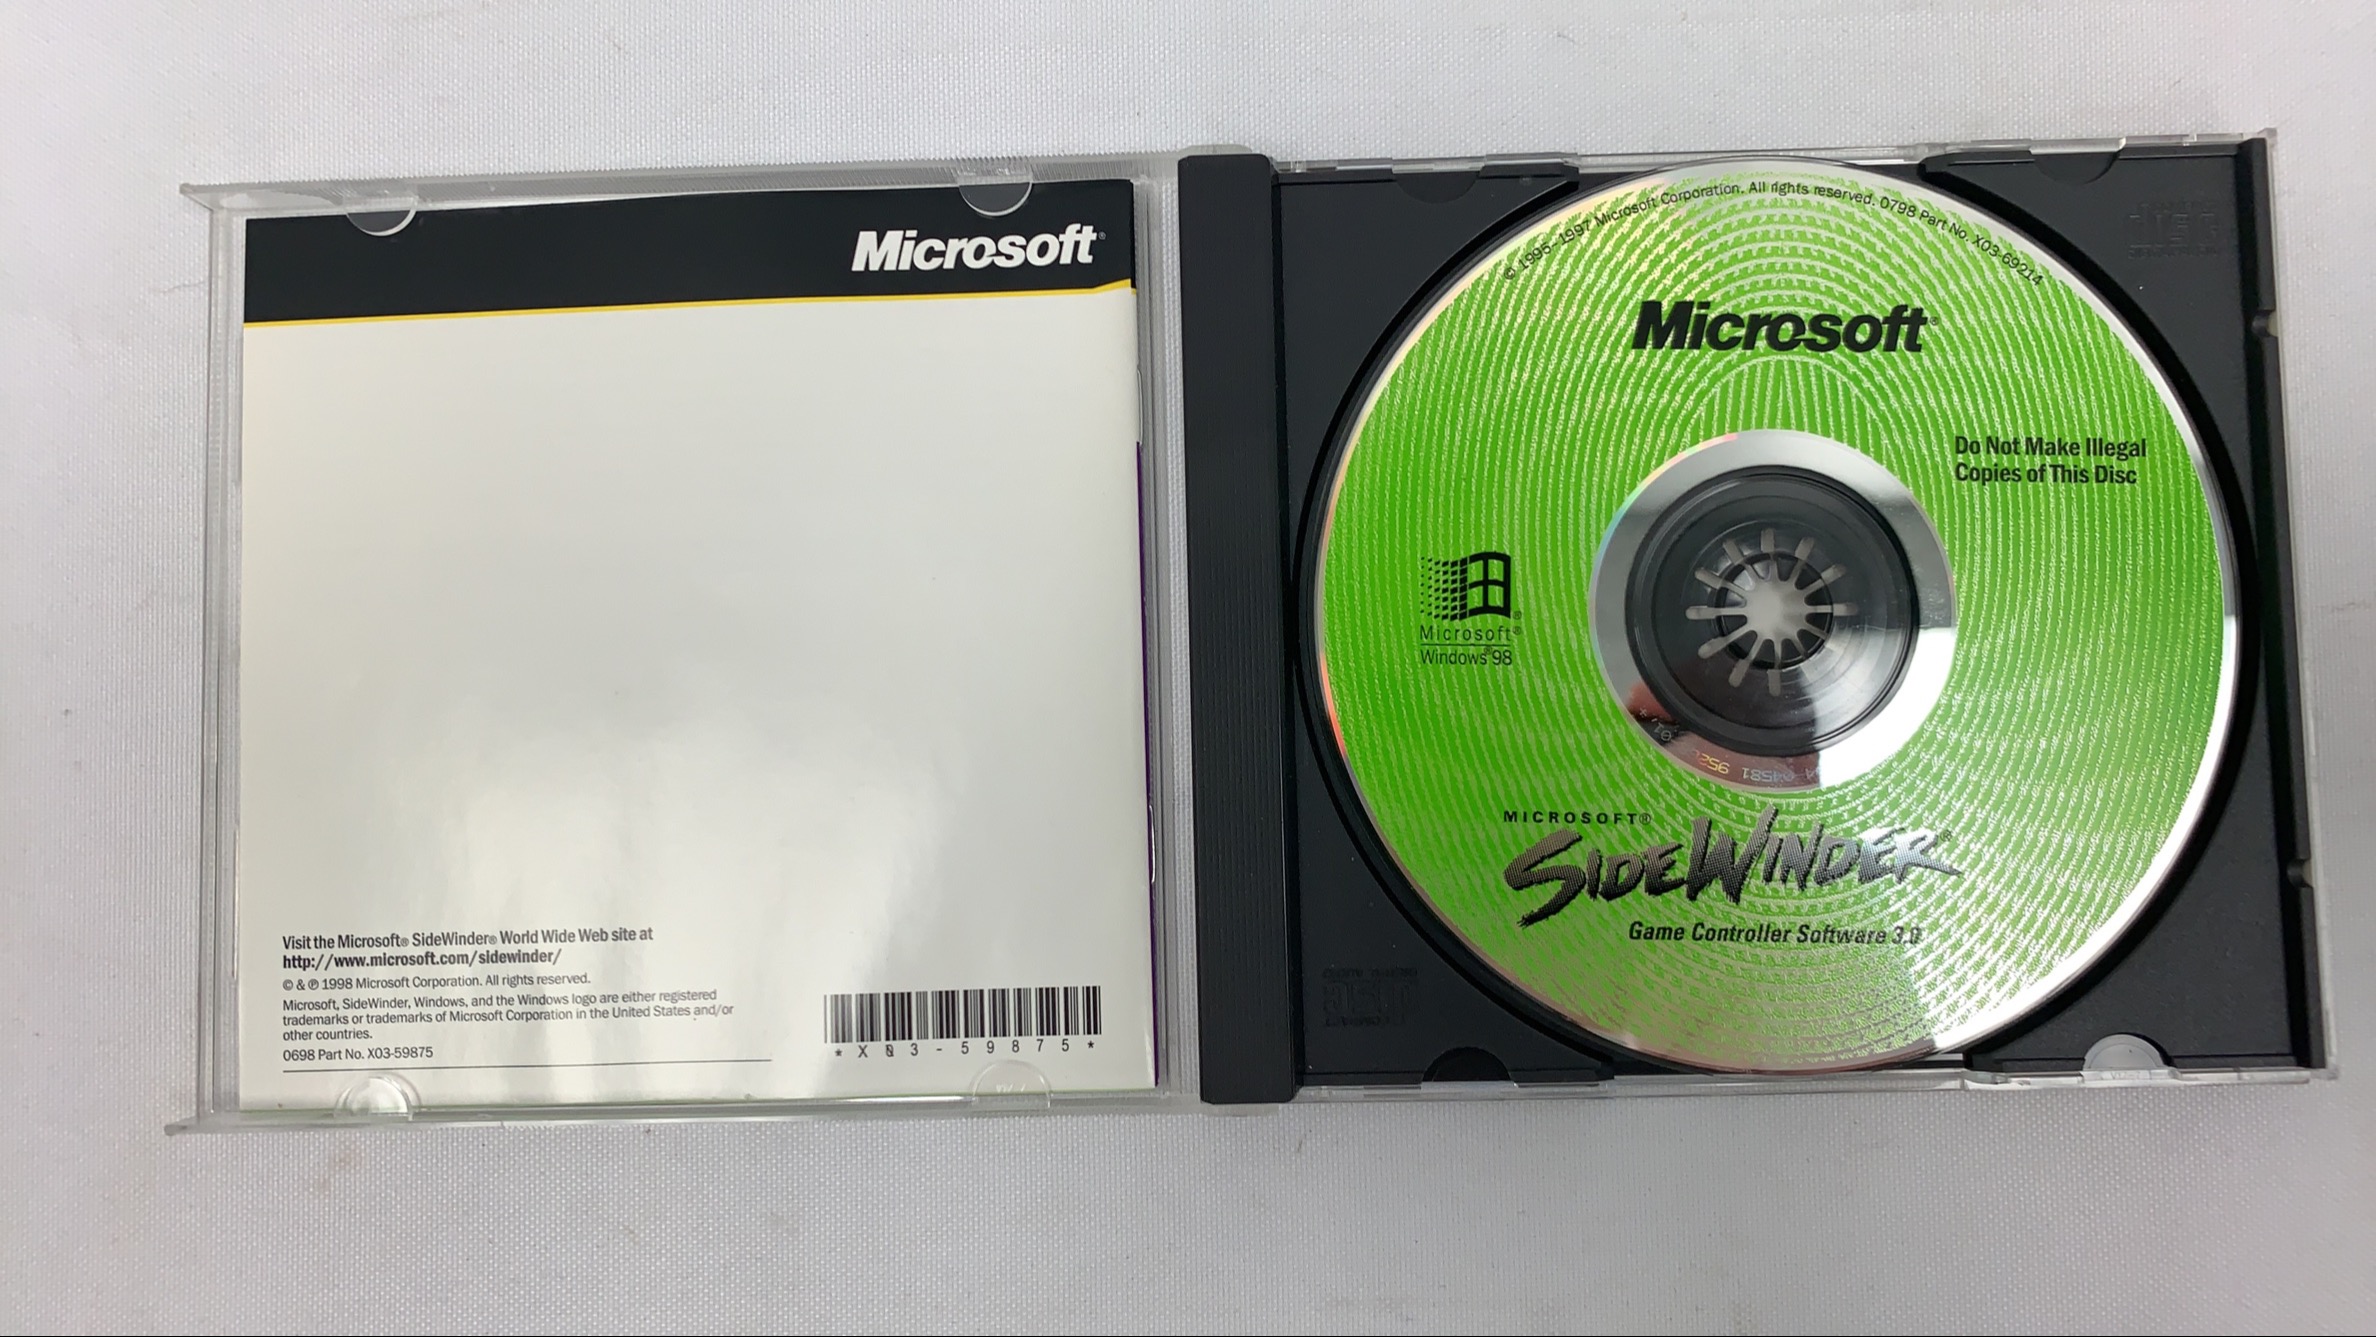 Microsoft®
Visit the Microsoft® SideWinder® World Wide Web site at
http://www.microsoft.com/sidewinder/
© & ℗ 1998 Microsoft Corporation. All rights reserved.
Microsoft, SideWinder, Windows, and the Windows logo are either registered
trademarks or trademarks of Microsoft Corporation in the United States and/or
other countries.
0698 Part No. X03-59875
*X03-59875*
© 1995-1997 Microsoft Corporation. All rights reserved. 0798 Part No. X03-69214
Microsoft®
Do Not Make Illegal
Copies of This Disc
Microsoft®
Windows®98
MICROSOFT®
SIDEWINDER®
Game Controller Software 3.0